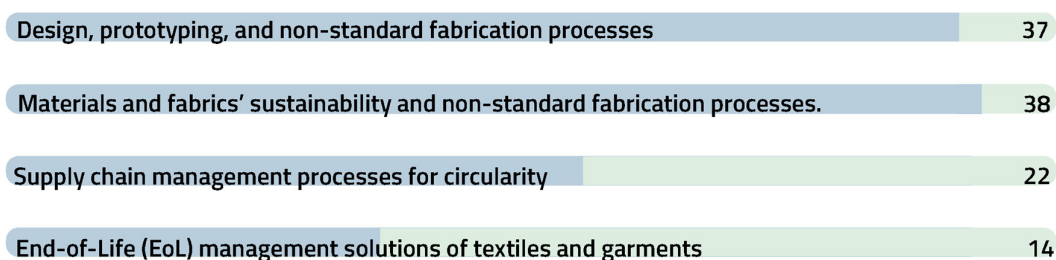 Design, prototyping, and non-standard fabrication processes 37
Materials and fabrics’ sustainability and non-standard fabrication processes. 38
Supply chain management processes for circularity 22
End-of-Life (EoL) management solutions of textiles and garments 14